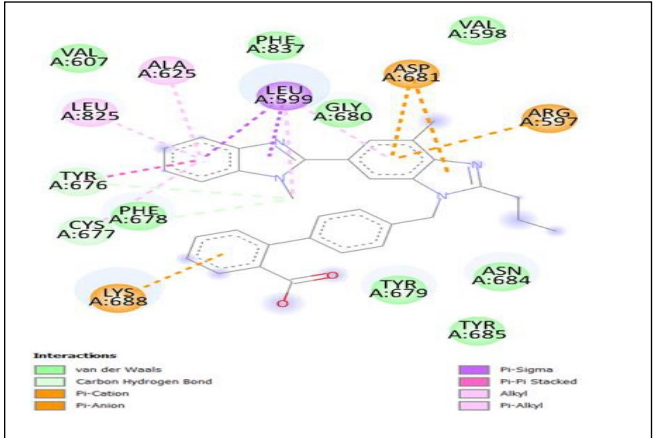 VAL
A:607
ALA
A:625
PHE
A:837
VAL
A:598
LEU
A:599
ASP
A:681
LEU
A:825
GLY
A:680
ARG
A:597
N
N
N
N
TYR
A:676
CYS
A:677
PHE
A:678
LYS
A:688
O
O
TYR
A:679
ASN
A:684
TYR
A:685
Interactions
van der Waals
Carbon Hydrogen Bond
Pi-Cation
Pi-Anion
Pi-Sigma
Pi-Pi Stacked
Alkyl
Pi-Alkyl